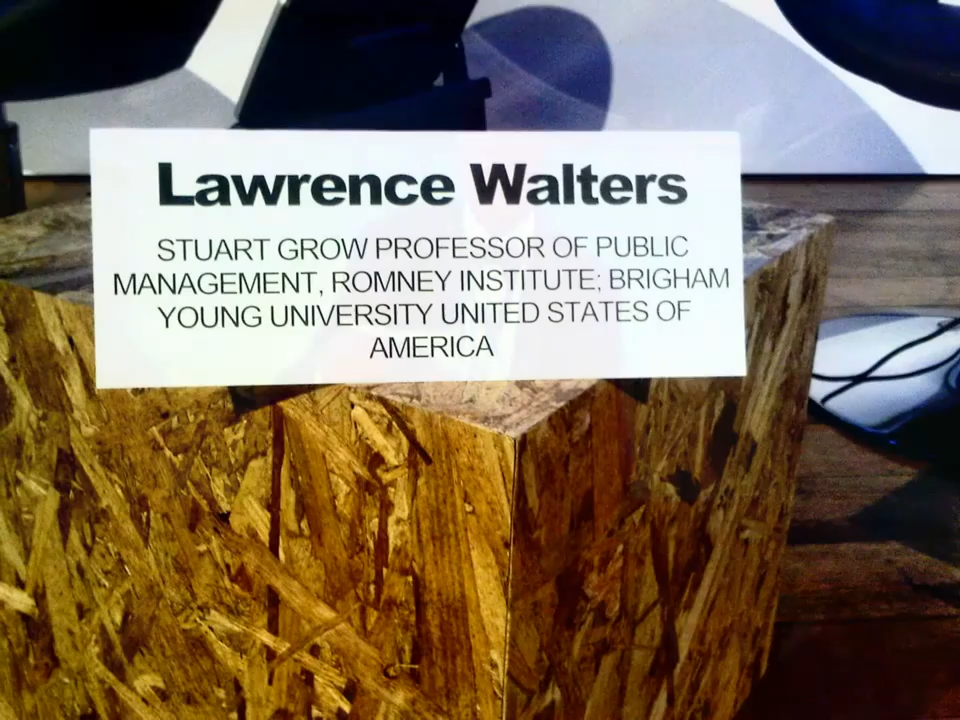 Lawrence Walters
STUART GROW PROFESSOR OF PUBLIC
MANAGEMENT, ROMNEY INSTITUTE; BRIGHAM
YOUNG UNIVERSITY UNITED STATES OF
AMERICA